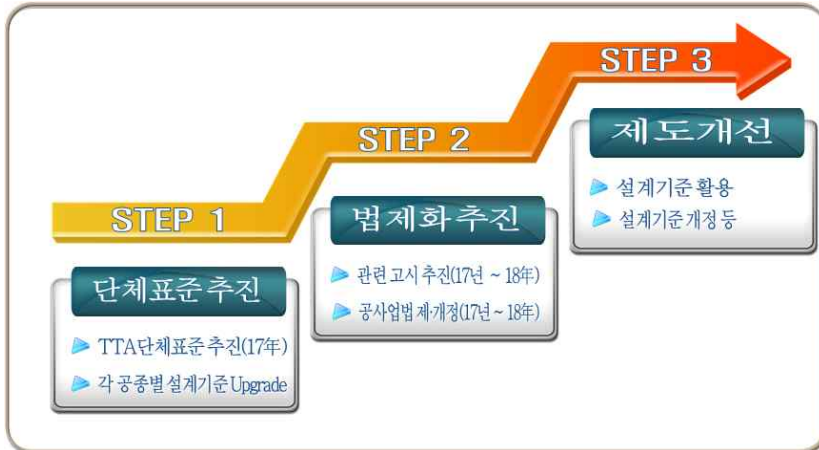 STEP 1
단체표준추진
TTA단체표준추진(17年)
각 공종별 설계기준 Upgrade
STEP 2
법제화 추진
관련 고시 추진(17년 ~ 18年)
공사업법 제·개정(17년 ~ 18年)
STEP 3
제도개선
설계기준 활용
설계기준 개정 등